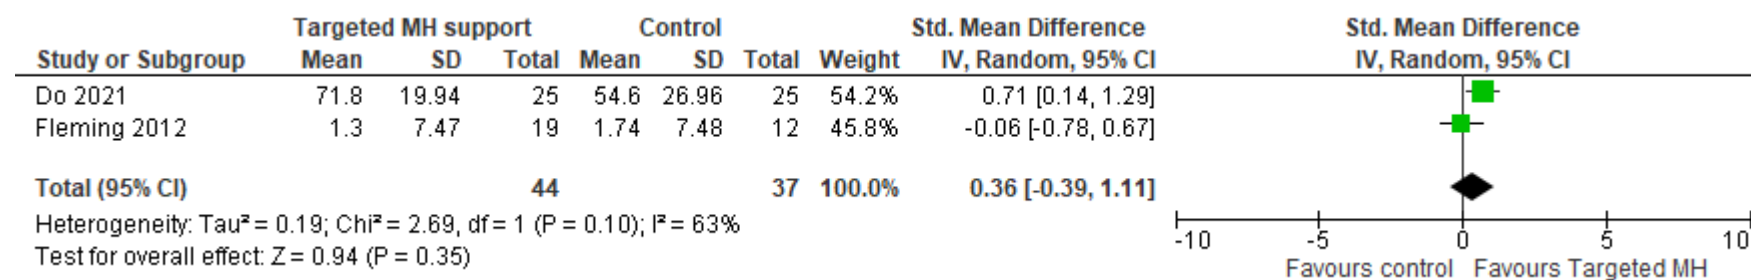 Targeted MH support Control Std. Mean Difference Std. Mean Difference
Study or Subgroup Mean SD Total Mean SD Total Weight IV, Random, 95% CI IV, Random, 95% CI
Do 2021 71.8 19.94 25 54.6 26.96 25 54.2% 0.71 [0.14, 1.29]
Fleming 2012 1.3 7.47 19 1.74 7.48 12 45.8% -0.06 [-0.78, 0.67]
Total (95% CI) 44 37 100.0% 0.36 [-0.39, 1.11]
Heterogeneity: Tau² = 0.19; Chi² = 2.69, df = 1 (P = 0.10); I² = 63%
Test for overall effect: Z = 0.94 (P = 0.35)
-10 -5 0 5 10
Favours control Favours Targeted MH